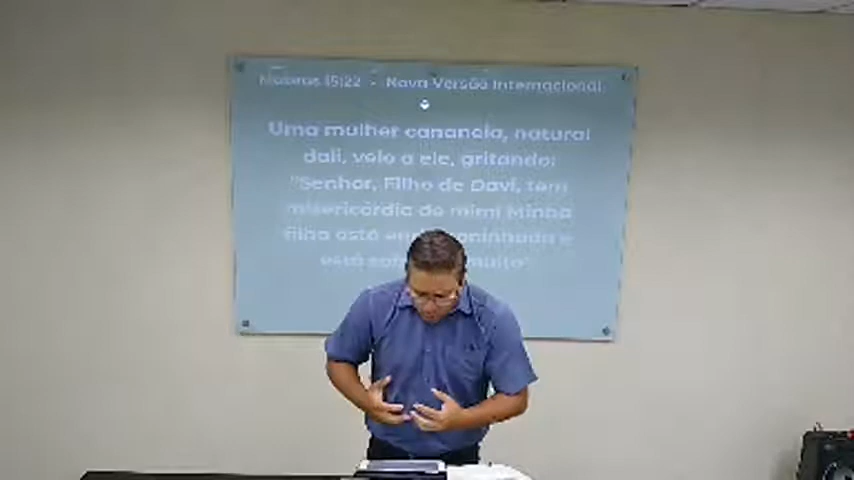 Mateus 15:22 - Nova Versão Internacional
Uma mulher cananeia, natural
dali, veio a ele, gritando:
"Senhor, Filho de Davi, tem
misericórdia de mim! Minha
filha está e
está muito"